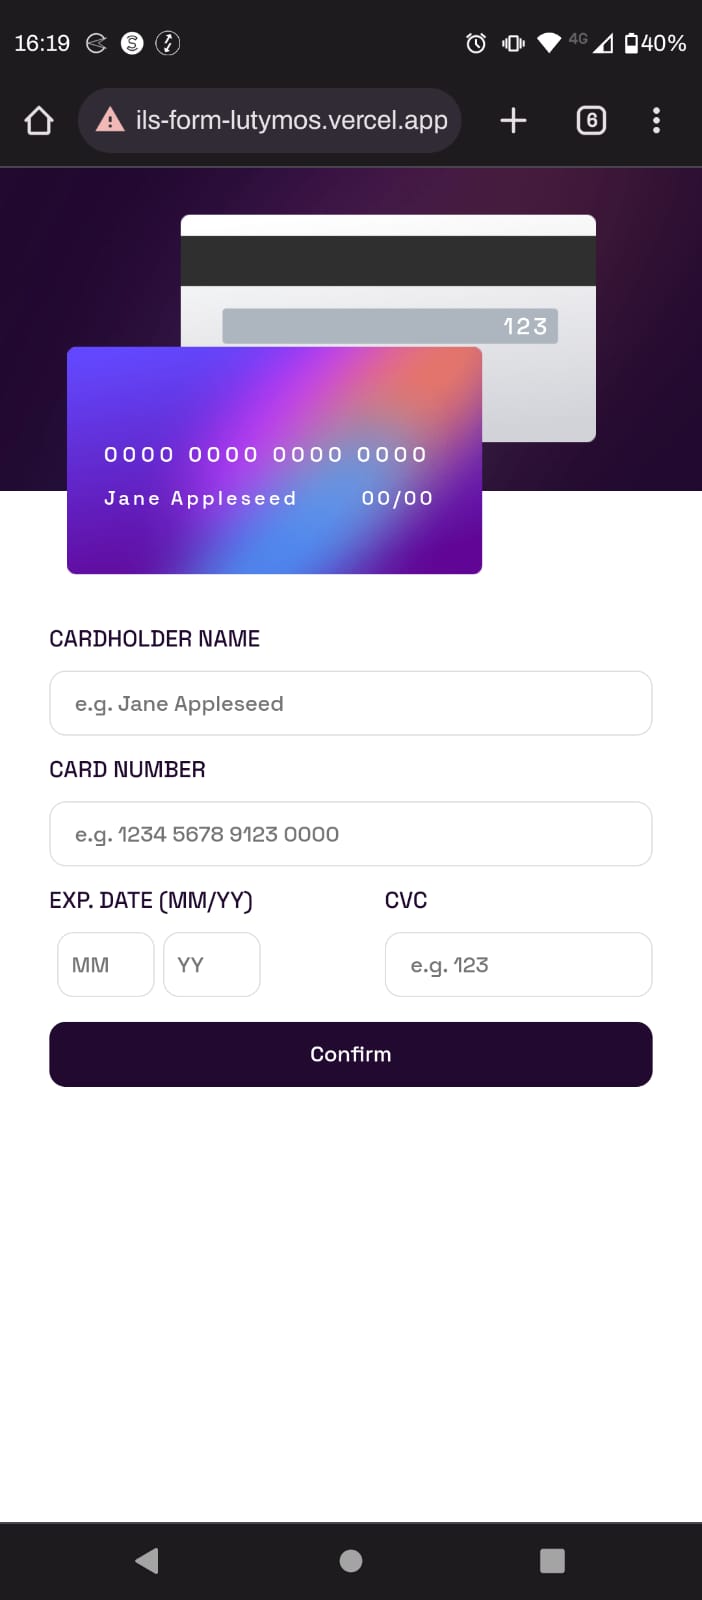 16:19 4G 40%
ils-form-lutymos.vercel.app 6
123
0000 0000 0000 0000
Jane Appleseed 00/00
CARDHOLDER NAME
e.g. Jane Appleseed
CARD NUMBER
e.g. 1234 5678 9123 0000
EXP. DATE (MM/YY) CVC
MM YY e.g. 123
Confirm